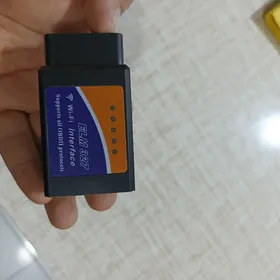 ELM 327
Wi-Fi Interface
Supports all OBDII protocols